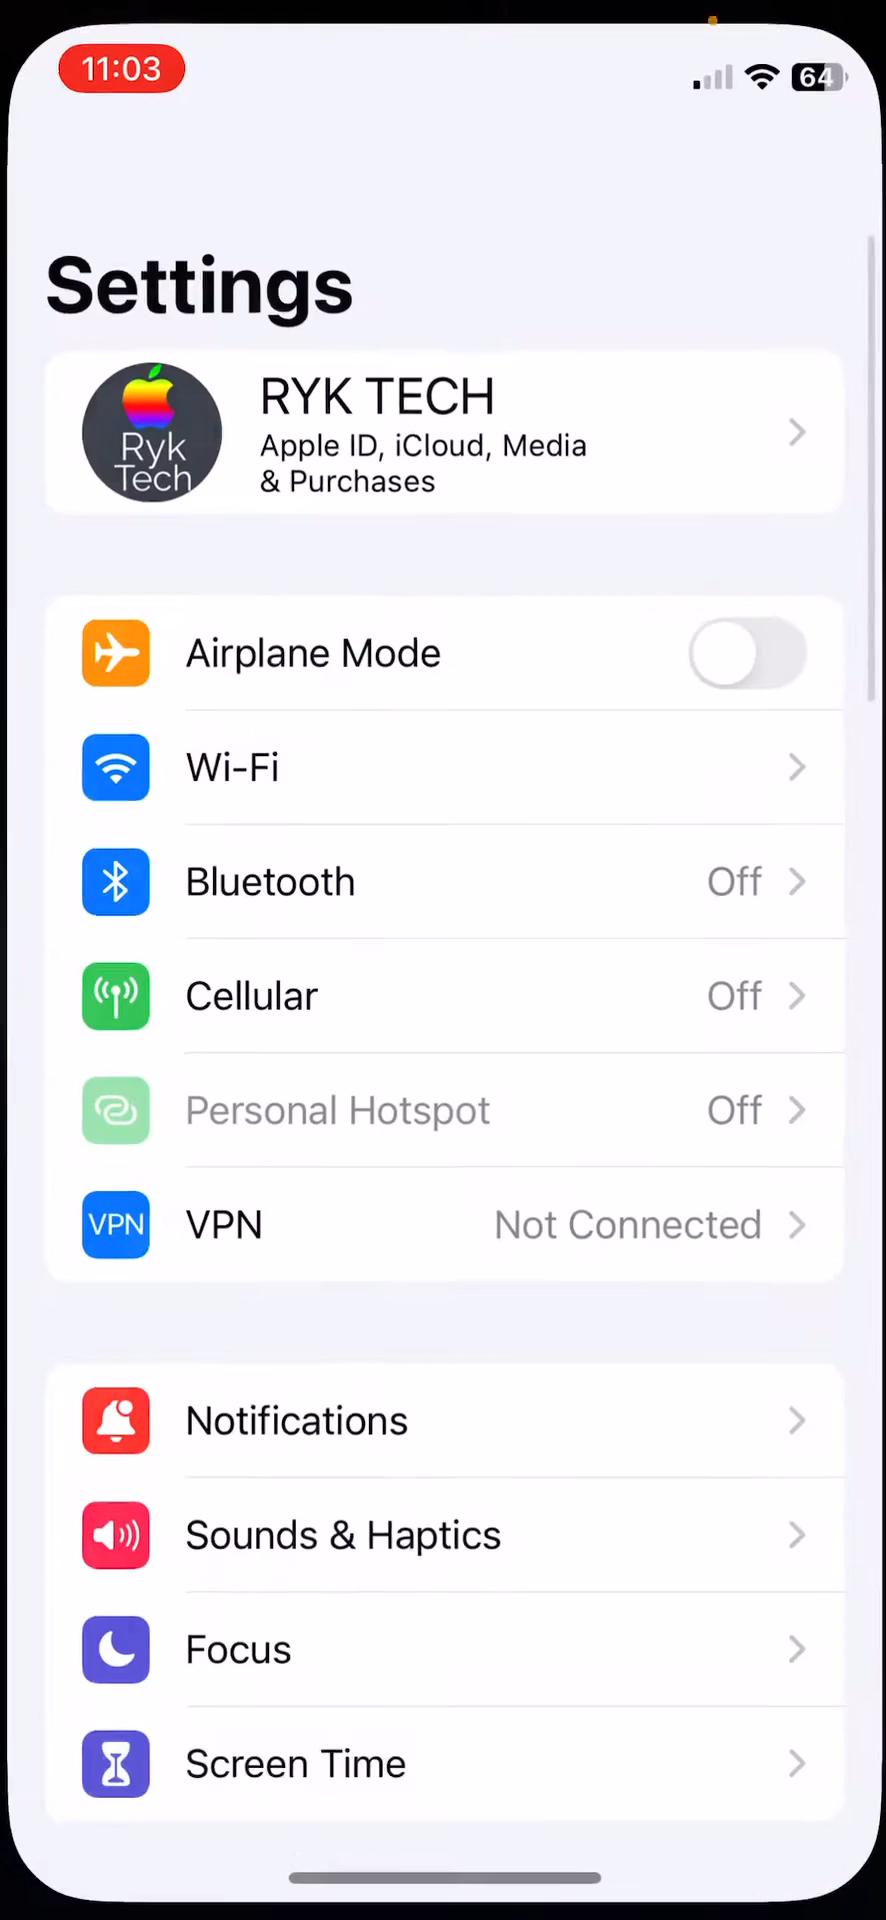 11:03
64
Settings
Ryk
Tech
RYK TECH
Apple ID, iCloud, Media
& Purchases
Airplane Mode
Wi-Fi
Bluetooth Off
Cellular Off
Personal Hotspot Off
VPN VPN Not Connected
Notifications
Sounds & Haptics
Focus
Screen Time